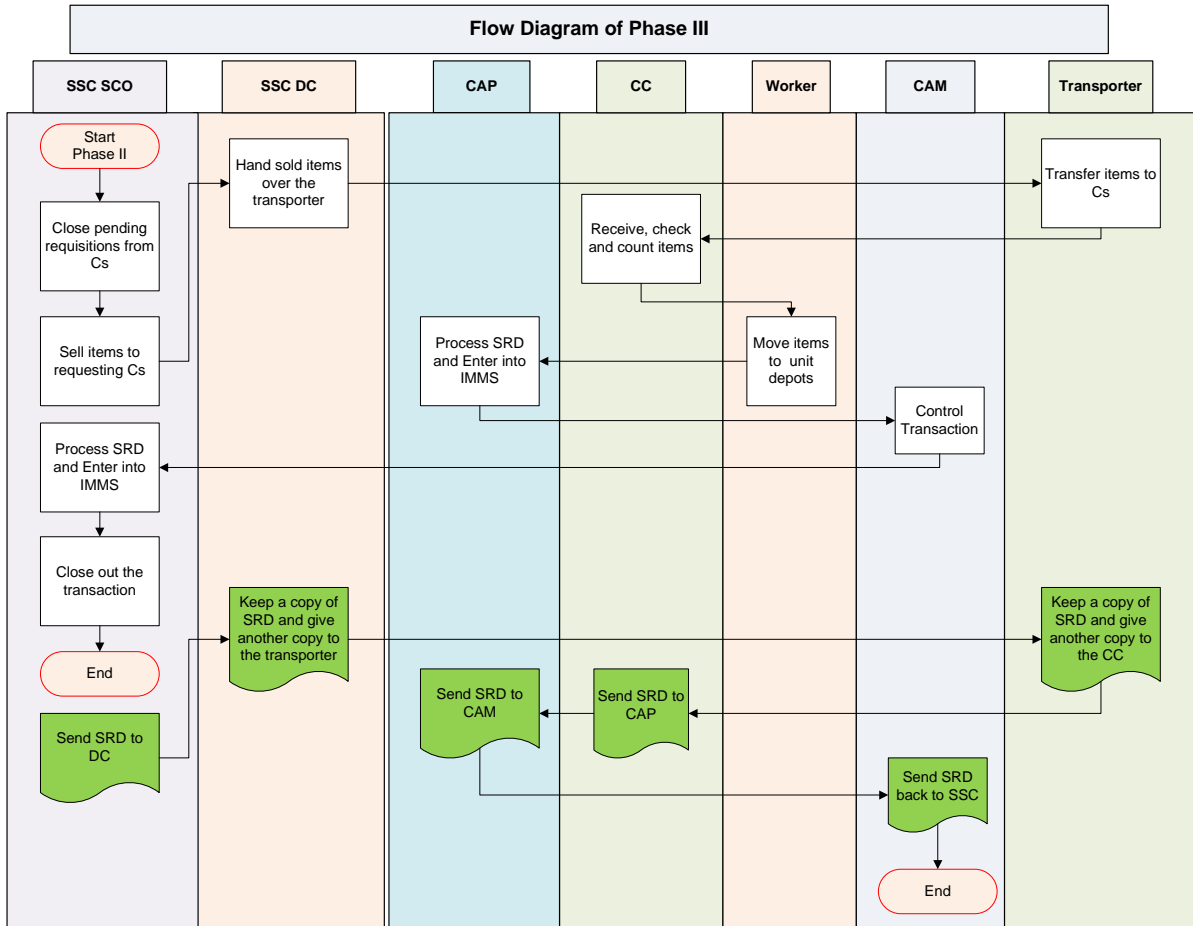 Flow Diagram of Phase III
SSC SCO
SSC DC
CAP
CC
Worker
CAM
Transporter
Start
Phase II
Hand sold items
over the
transporter
Transfer items to
Cs
Close pending
requisitions from
Cs
Receive, check
and count items
Sell items to
requesting Cs
Process SRD
and Enter into
IMMS
Move items
to unit
depots
Control
Transaction
Process SRD
and Enter into
IMMS
Close out the
transaction
Keep a copy of
SRD and give
another copy to
the transporter
Keep a copy of
SRD and give
another copy to
the CC
End
Send SRD to
CAM
Send SRD to
CAP
Send SRD to
DC
Send SRD
back to SSC
End